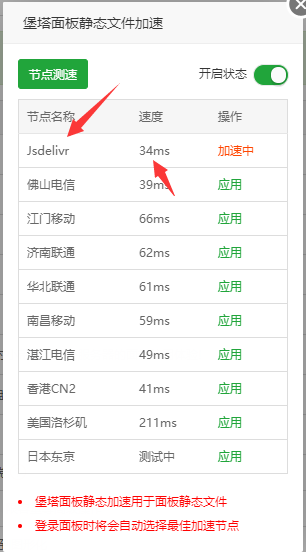 堡塔面板静态文件加速
节点测速 开启状态
节点名称 速度 操作
Jsdelivr 34ms 加速中
佛山电信 39ms 应用
江门移动 66ms 应用
济南联通 62ms 应用
华北联通 61ms 应用
南昌移动 59ms 应用
湛江电信 49ms 应用
香港CN2 41ms 应用
美国洛杉矶 211ms 应用
日本东京 测试中 应用
堡塔面板静态加速用于面板静态文件
登录面板时将会自动选择最佳加速节点